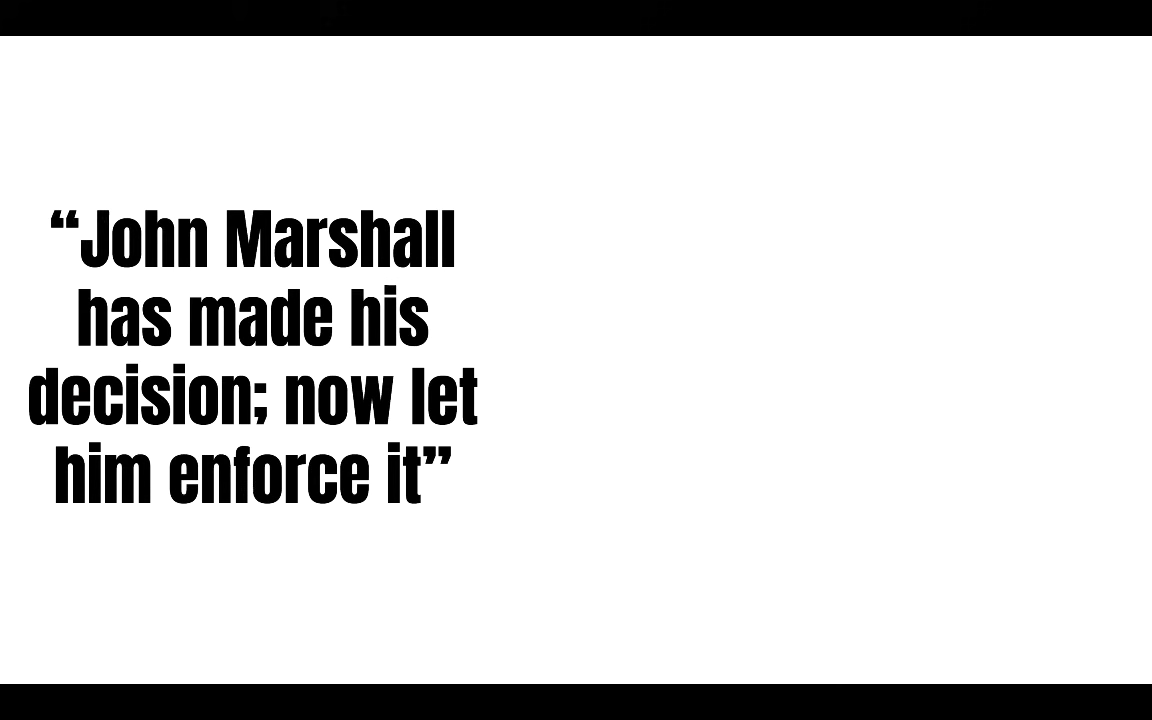 “John Marshall
has made his
decision; now let
him enforce it”